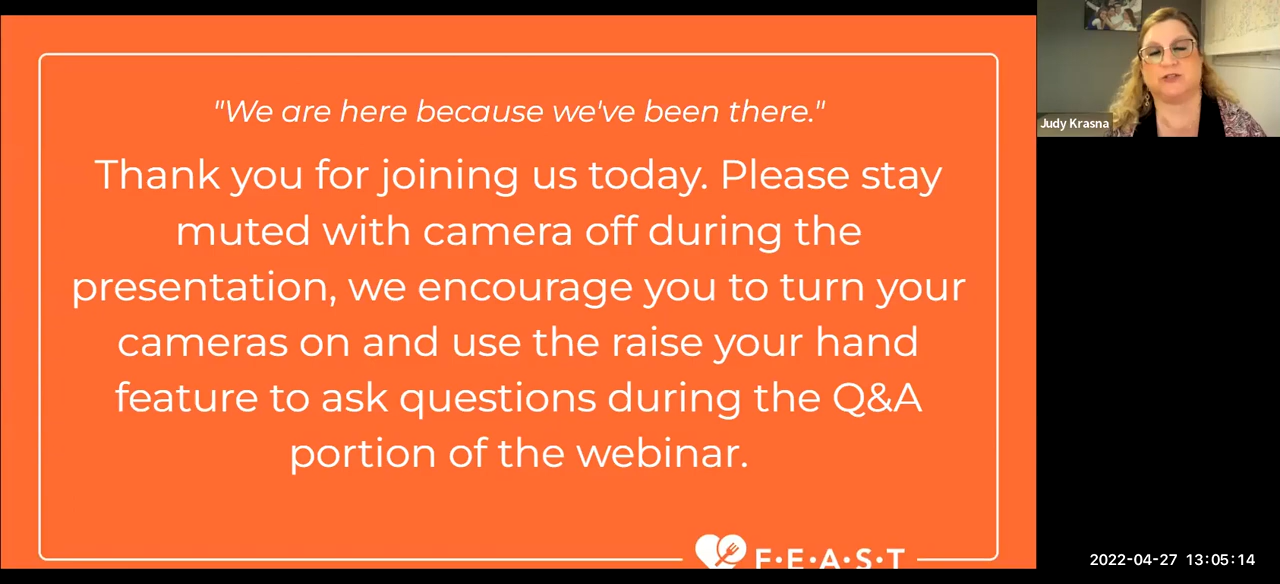 "We are here because we've been there."
Thank you for joining us today. Please stay
muted with camera off during the
presentation, we encourage you to turn your
cameras on and use the raise your hand
feature to ask questions during the Q&A
portion of the webinar.
F·E·A·S·T
Judy Krasna
2022-04-27 13:05:14